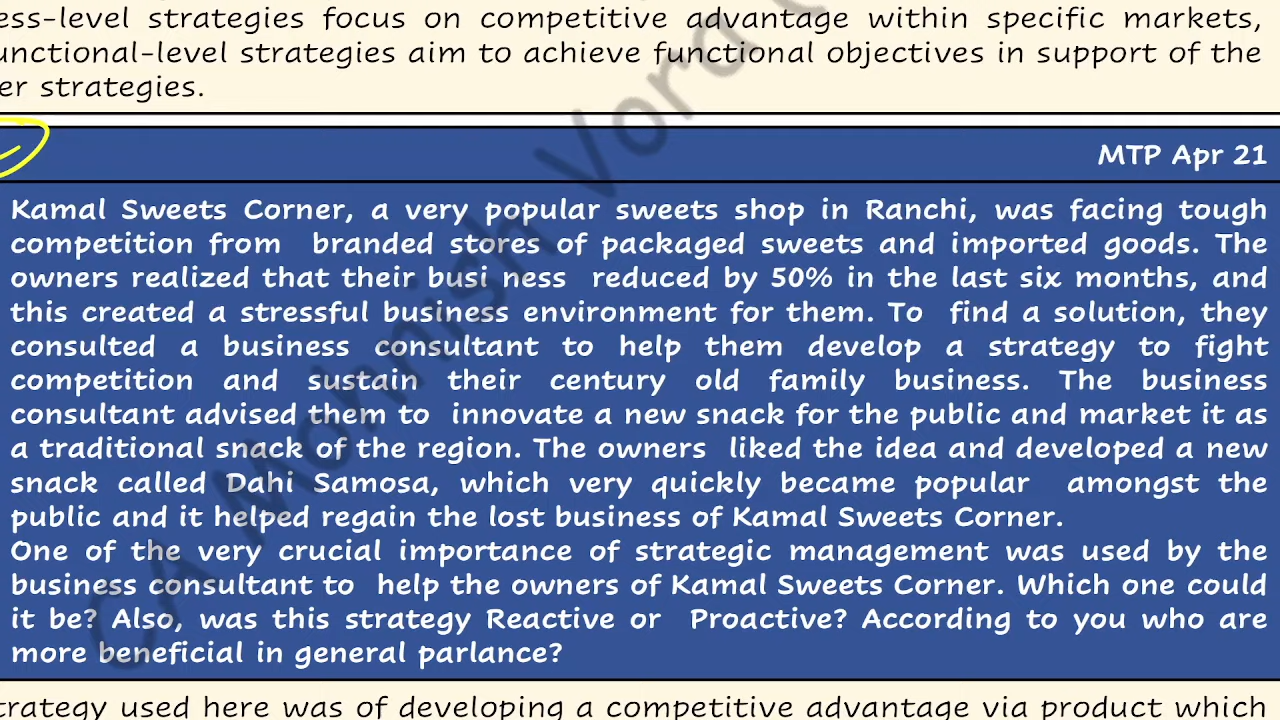 ess-level strategies focus on competitive advantage within specific markets,
unctional-level strategies aim to achieve functional objectives in support of the
er strategies.
MTP Apr 21
Kamal Sweets Corner, a very popular sweets shop in Ranchi, was facing tough
competition from branded stores of packaged sweets and imported goods. The
owners realized that their busi ness reduced by 50% in the last six months, and
this created a stressful business environment for them. To find a solution, they
consulted a business consultant to help them develop a strategy to fight
competition and sustain their century old family business. The business
consultant advised them to innovate a new snack for the public and market it as
a traditional snack of the region. The owners liked the idea and developed a new
snack called Dahi Samosa, which very quickly became popular amongst the
public and it helped regain the lost business of Kamal Sweets Corner.
One of the very crucial importance of strategic management was used by the
business consultant to help the owners of Kamal Sweets Corner. Which one could
it be? Also, was this strategy Reactive or Proactive? According to you who are
more beneficial in general parlance?
trategy used here was of developing a competitive advantage via product which
CA Mohnish Vora